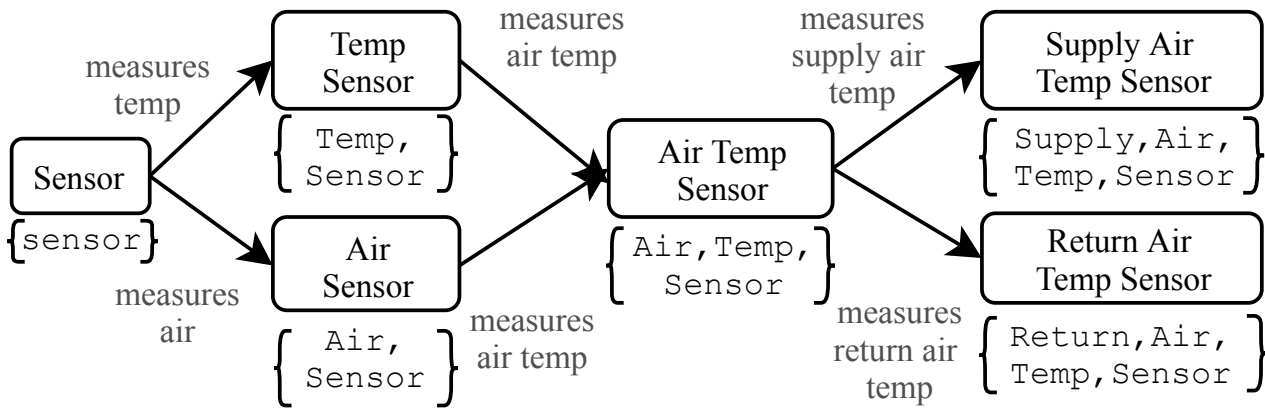 Sensor
{sensor}
measures
temp
measures
air
Temp
Sensor
{Temp,
Sensor}
Air
Sensor
{Air,
Sensor}
measures
air temp
measures
air temp
Air Temp
Sensor
{Air,Temp,
Sensor}
measures
supply air
temp
measures
return air
temp
Supply Air
Temp Sensor
{Supply,Air,
Temp,Sensor}
Return Air
Temp Sensor
{Return,Air,
Temp,Sensor}